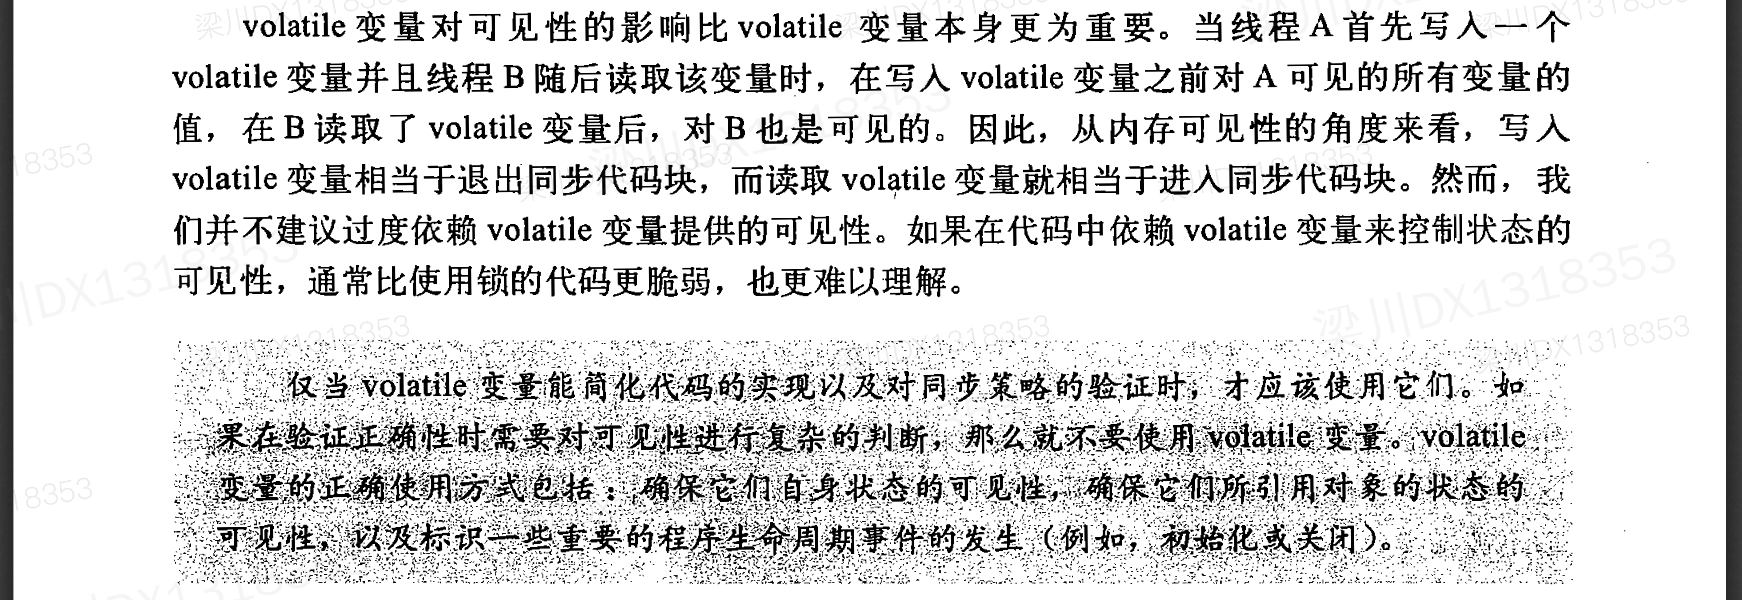 volatile 变量对可见性的影响比 volatile 变量本身更为重要。当线程 A 首先写入一个
volatile 变量并且线程 B 随后读取该变量时，在写入 volatile 变量之前对 A 可见的所有变量的
值，在 B 读取了 volatile 变量后，对 B 也是可见的。因此，从内存可见性的角度来看，写入
volatile 变量相当于退出同步代码块，而读取 volatile 变量就相当于进入同步代码块。然而，我
们并不建议过度依赖 volatile 变量提供的可见性。如果在代码中依赖 volatile 变量来控制状态的
可见性，通常比使用锁的代码更脆弱，也更难以理解。
仅当 volatile 变量能简化代码的实现以及对同步策略的验证时，才应该使用它们。如
果在验证正确性时需要对可见性进行复杂的判断，那么就不要使用 volatile 变量。volatile
变量的正确使用方式包括：确保它们自身状态的可见性，确保它们所引用对象的状态的
可见性，以及标识一些重要的程序生命周期事件的发生（例如，初始化或关闭）。
梁川DX1318353